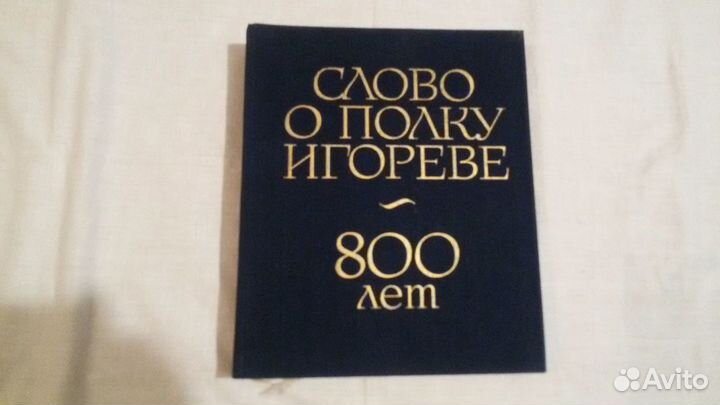 СЛОВО
О ПОЛКУ
ИГОРЕВЕ
800
лет
Avito